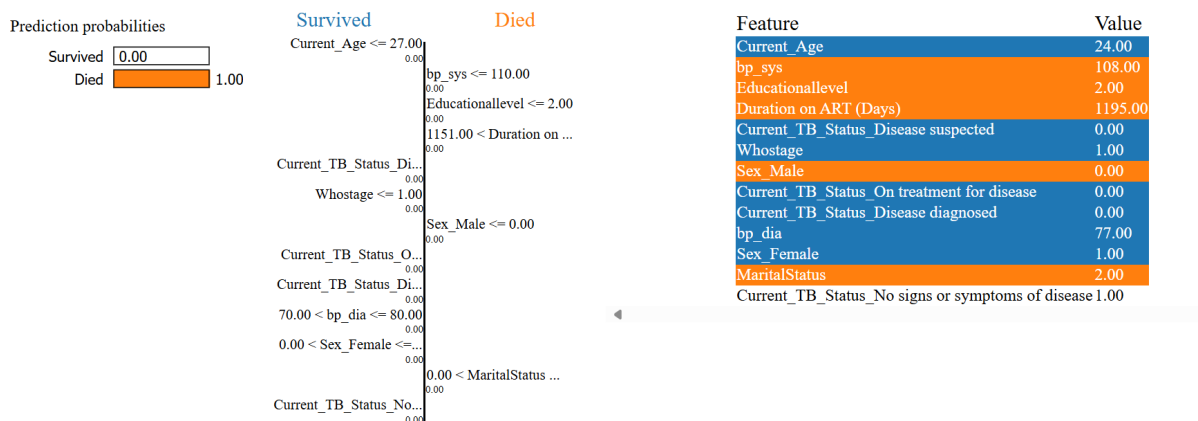 Prediction probabilities
Survived 0.00
Died 1.00
Survived Died
Current_Age <= 27.00
0.00
bp_sys <= 110.00
0.00
Educationallevel <= 2.00
0.00
1151.00 < Duration on ...
0.00
Current_TB_Status_Di...
0.00
Whostage <= 1.00
0.00
Sex_Male <= 0.00
0.00
Current_TB_Status_O...
0.00
Current_TB_Status_Di...
0.00
70.00 < bp_dia <= 80.00
0.00
0.00 < Sex_Female <=...
0.00
0.00 < MaritalStatus ...
0.00
Current_TB_Status_No...
0.00
Feature Value
Current_Age 24.00
bp_sys 108.00
Educationallevel 2.00
Duration on ART (Days) 1195.00
Current_TB_Status_Disease suspected 0.00
Whostage 1.00
Sex_Male 0.00
Current_TB_Status_On treatment for disease 0.00
Current_TB_Status_Disease diagnosed 0.00
bp_dia 77.00
Sex_Female 1.00
MaritalStatus 2.00
Current_TB_Status_No signs or symptoms of disease 1.00